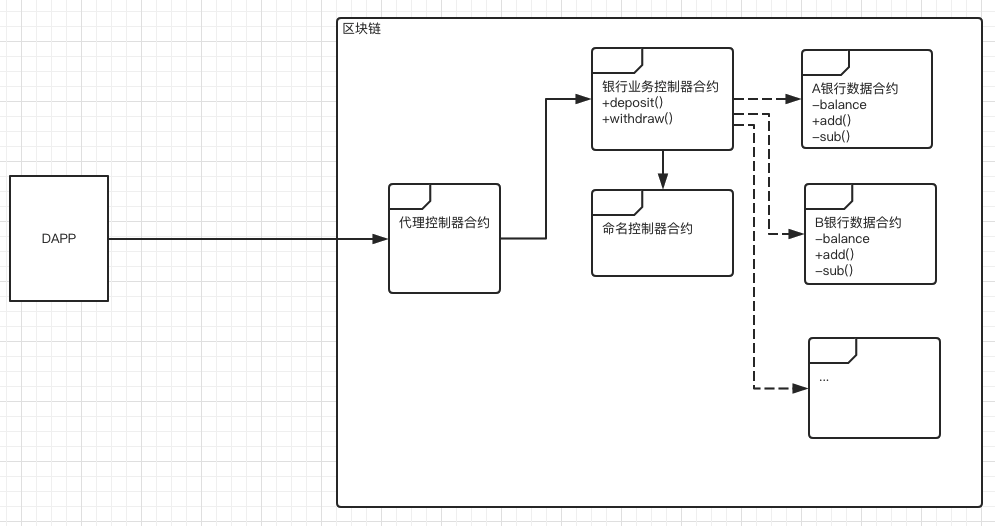 区块链
DAPP
代理控制器合约
银行业务控制器合约
+deposit()
+withdraw()
命名控制器合约
A银行数据合约
-balance
+add()
-sub()
B银行数据合约
-balance
+add()
-sub()
...